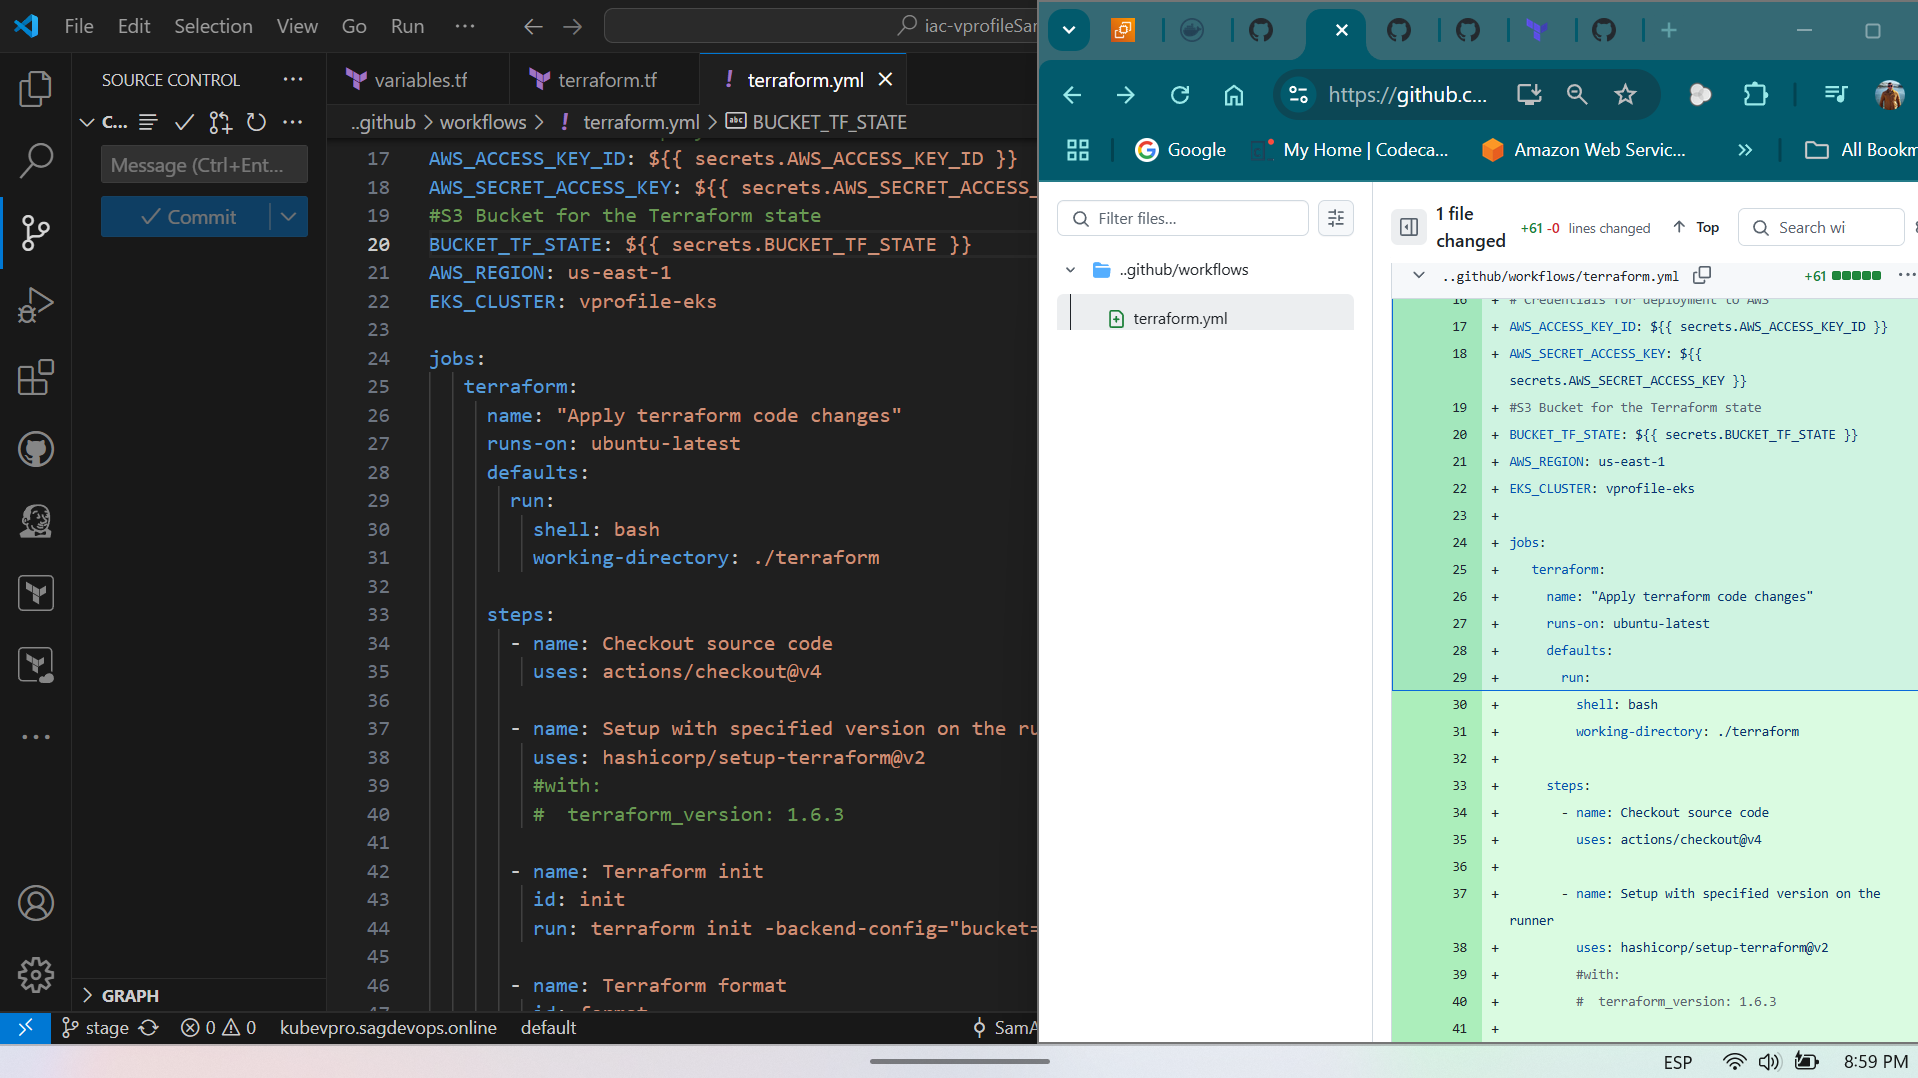 File Edit Selection View Go Run ···
iac-vprofileSa
SOURCE CONTROL ···
C...
Message (Ctrl+Ent...
Commit
GRAPH
variables.tf
terraform.tf
! terraform.yml
..github > workflows > ! terraform.yml > BUCKET_TF_STATE
17 AWS_ACCESS_KEY_ID: ${{ secrets.AWS_ACCESS_KEY_ID }}
18 AWS_SECRET_ACCESS_KEY: ${{ secrets.AWS_SECRET_ACCESS_
19 #S3 Bucket for the Terraform state
20 BUCKET_TF_STATE: ${{ secrets.BUCKET_TF_STATE }}
21 AWS_REGION: us-east-1
22 EKS_CLUSTER: vprofile-eks
23
24 jobs:
25 terraform:
26 name: "Apply terraform code changes"
27 runs-on: ubuntu-latest
28 defaults:
29 run:
30 shell: bash
31 working-directory: ./terraform
32
33 steps:
34 - name: Checkout source code
35 uses: actions/checkout@v4
36
37 - name: Setup with specified version on the ru
38 uses: hashicorp/setup-terraform@v2
39 #with:
40 # terraform_version: 1.6.3
41
42 - name: Terraform init
43 id: init
44 run: terraform init -backend-config="bucket=
45
46 - name: Terraform format
47 id: format
stage 0 0 kubevpro.sagdevops.online default SamA
https://github.c...
Google My Home | Codeca... Amazon Web Servic... » All Bookm
Filter files...
..github/workflows
terraform.yml
1 file changed +61 -0 lines changed Top Search wi
..github/workflows/terraform.yml +61 ···
16 + # Credentials for deployment to AWS
17 + AWS_ACCESS_KEY_ID: ${{ secrets.AWS_ACCESS_KEY_ID }}
18 + AWS_SECRET_ACCESS_KEY: ${{
secrets.AWS_SECRET_ACCESS_KEY }}
19 + #S3 Bucket for the Terraform state
20 + BUCKET_TF_STATE: ${{ secrets.BUCKET_TF_STATE }}
21 + AWS_REGION: us-east-1
22 + EKS_CLUSTER: vprofile-eks
23 +
24 + jobs:
25 + terraform:
26 + name: "Apply terraform code changes"
27 + runs-on: ubuntu-latest
28 + defaults:
29 + run:
30 + shell: bash
31 + working-directory: ./terraform
32 +
33 + steps:
34 + - name: Checkout source code
35 + uses: actions/checkout@v4
36 +
37 + - name: Setup with specified version on the
runner
38 + uses: hashicorp/setup-terraform@v2
39 + #with:
40 + # terraform_version: 1.6.3
41 +
ESP 8:59 PM